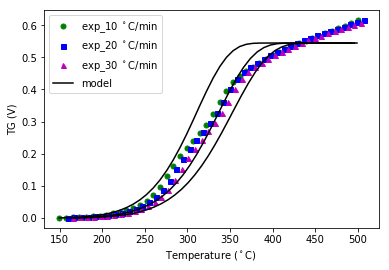 exp_10 °C/min
exp_20 °C/min
exp_30 °C/min
model
TG (V)
0.6
0.5
0.4
0.3
0.2
0.1
0.0
150 200 250 300 350 400 450 500
Temperature (°C)